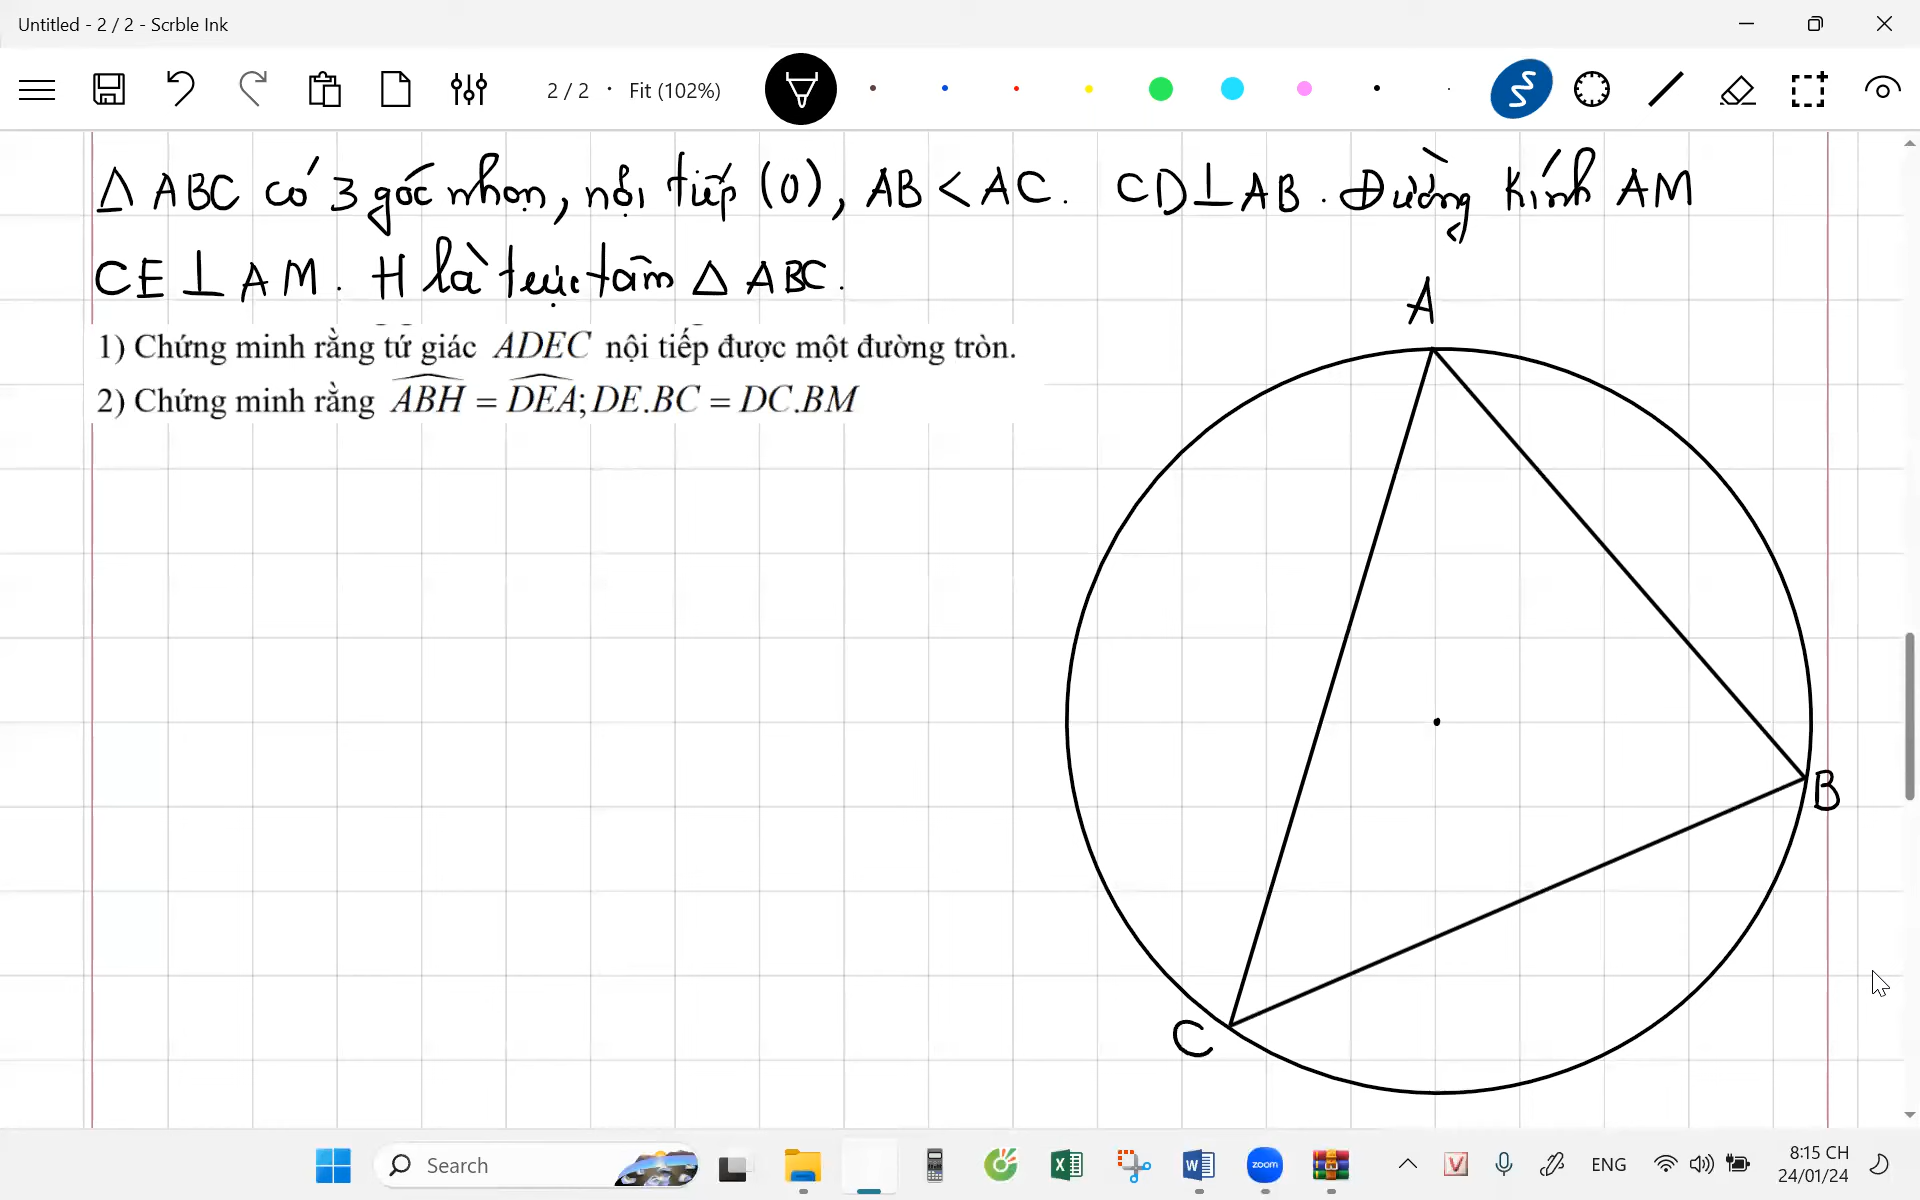 Untitled - 2 / 2 - Scrble Ink
2 / 2 · Fit (102%)
Δ ABC có 3 góc nhọn, nội tiếp (O), AB < AC. CD⊥AB. Đường kính AM
CE⊥AM. H là trực tâm Δ ABC.
1) Chứng minh rằng tứ giác ADEC nội tiếp được một đường tròn.
2) Chứng minh rằng \widehat{ABH} = \widehat{DEA}; DE.BC = DC.BM
A
B
C
Search
zoom
ENG
8:15 CH
24/01/24